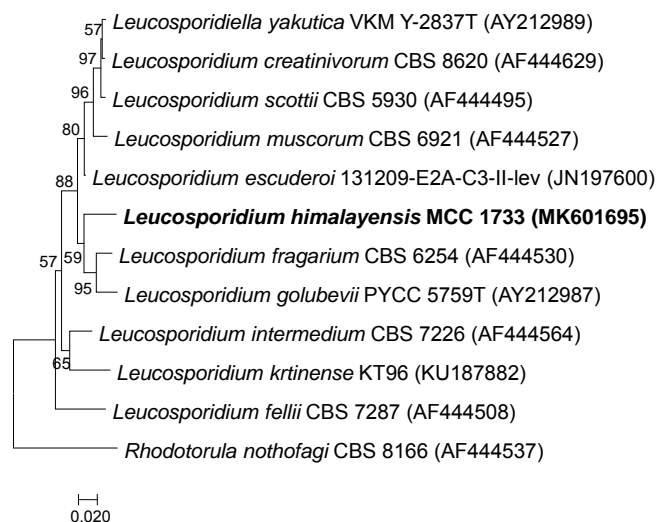 57
Leucosporidiella yakutica VKM Y-2837T (AY212989)
97
Leucosporidium creatinivorum CBS 8620 (AF444629)
96
Leucosporidium scottii CBS 5930 (AF444495)
80
Leucosporidium muscorum CBS 6921 (AF444527)
88
Leucosporidium escuderoi 131209-E2A-C3-II-lev (JN197600)
Leucosporidium himalayensis MCC 1733 (MK601695)
57
59
Leucosporidium fragarium CBS 6254 (AF444530)
95
Leucosporidium golubevii PYCC 5759T (AY212987)
Leucosporidium intermedium CBS 7226 (AF444564)
65
Leucosporidium krtinense KT96 (KU187882)
Leucosporidium fellii CBS 7287 (AF444508)
Rhodotorula nothofagi CBS 8166 (AF444537)
0.020